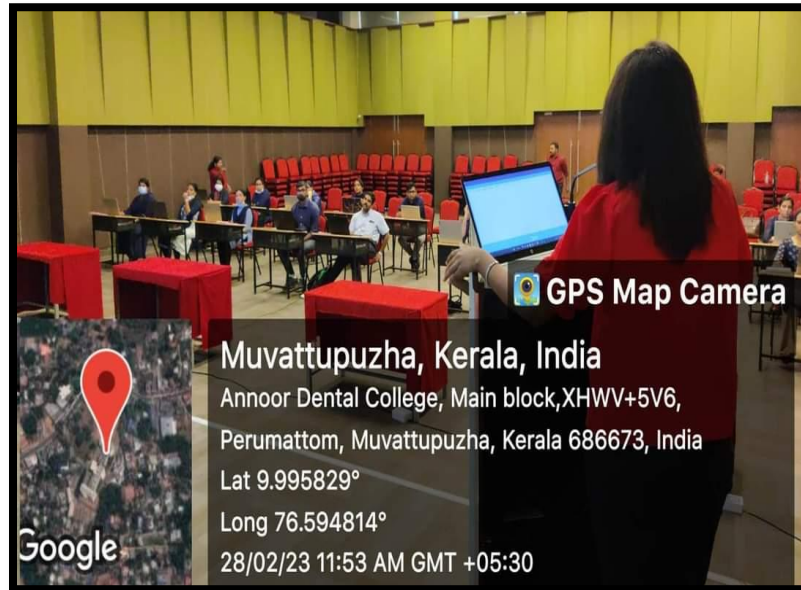 GPS Map Camera
Muvattupuzha, Kerala, India
Annoor Dental College, Main block,XHWV+5V6,
Perumattom, Muvattupuzha, Kerala 686673, India
Lat 9.995829°
Long 76.594814°
28/02/23 11:53 AM GMT +05:30
Google